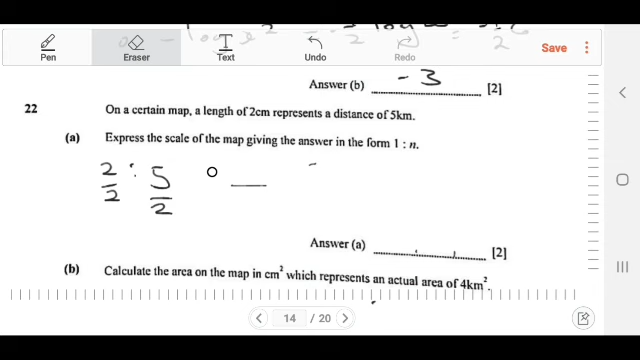 Pen
Eraser
Text
Undo
Redo
Save
Answer (b) - 3 [2]
22 On a certain map, a length of 2cm represents a distance of 5km.
(a) Express the scale of the map giving the answer in the form 1 : n.
2/2 : 5/2
Answer (a) [2]
(b) Calculate the area on the map in cm² which represents an actual area of 4km².
14 / 20